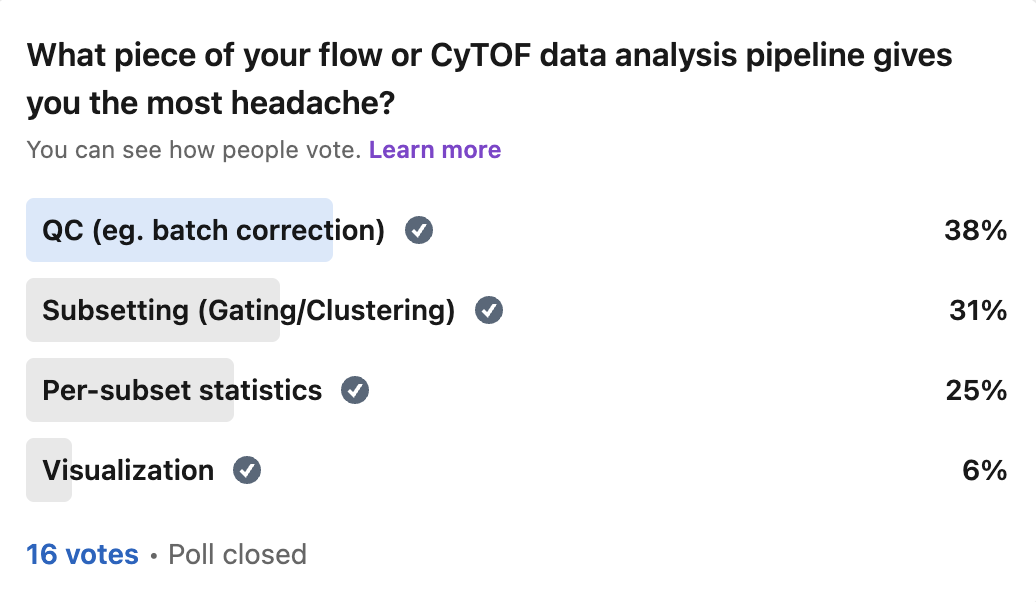 What piece of your flow or CyTOF data analysis pipeline gives
you the most headache?
You can see how people vote. Learn more
QC (eg. batch correction) 38%
Subsetting (Gating/Clustering) 31%
Per-subset statistics 25%
Visualization 6%
16 votes • Poll closed